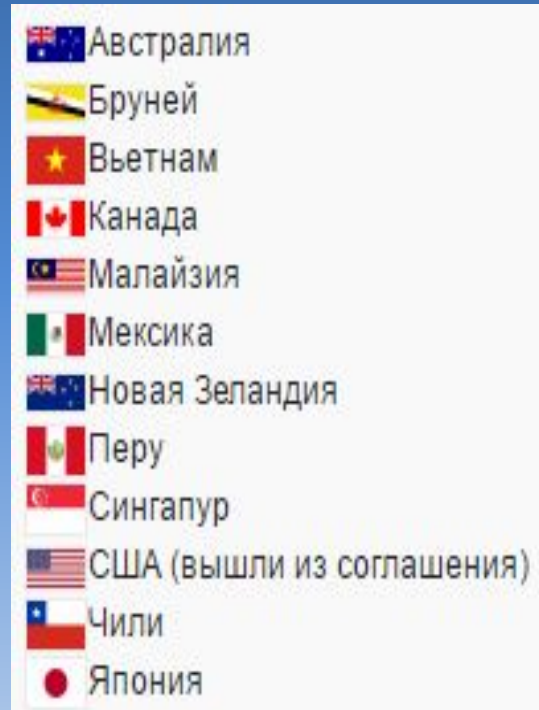 Австралия
Бруней
Вьетнам
Канада
Малайзия
Мексика
Новая Зеландия
Перу
Сингапур
США (вышли из соглашения)
Чили
Япония